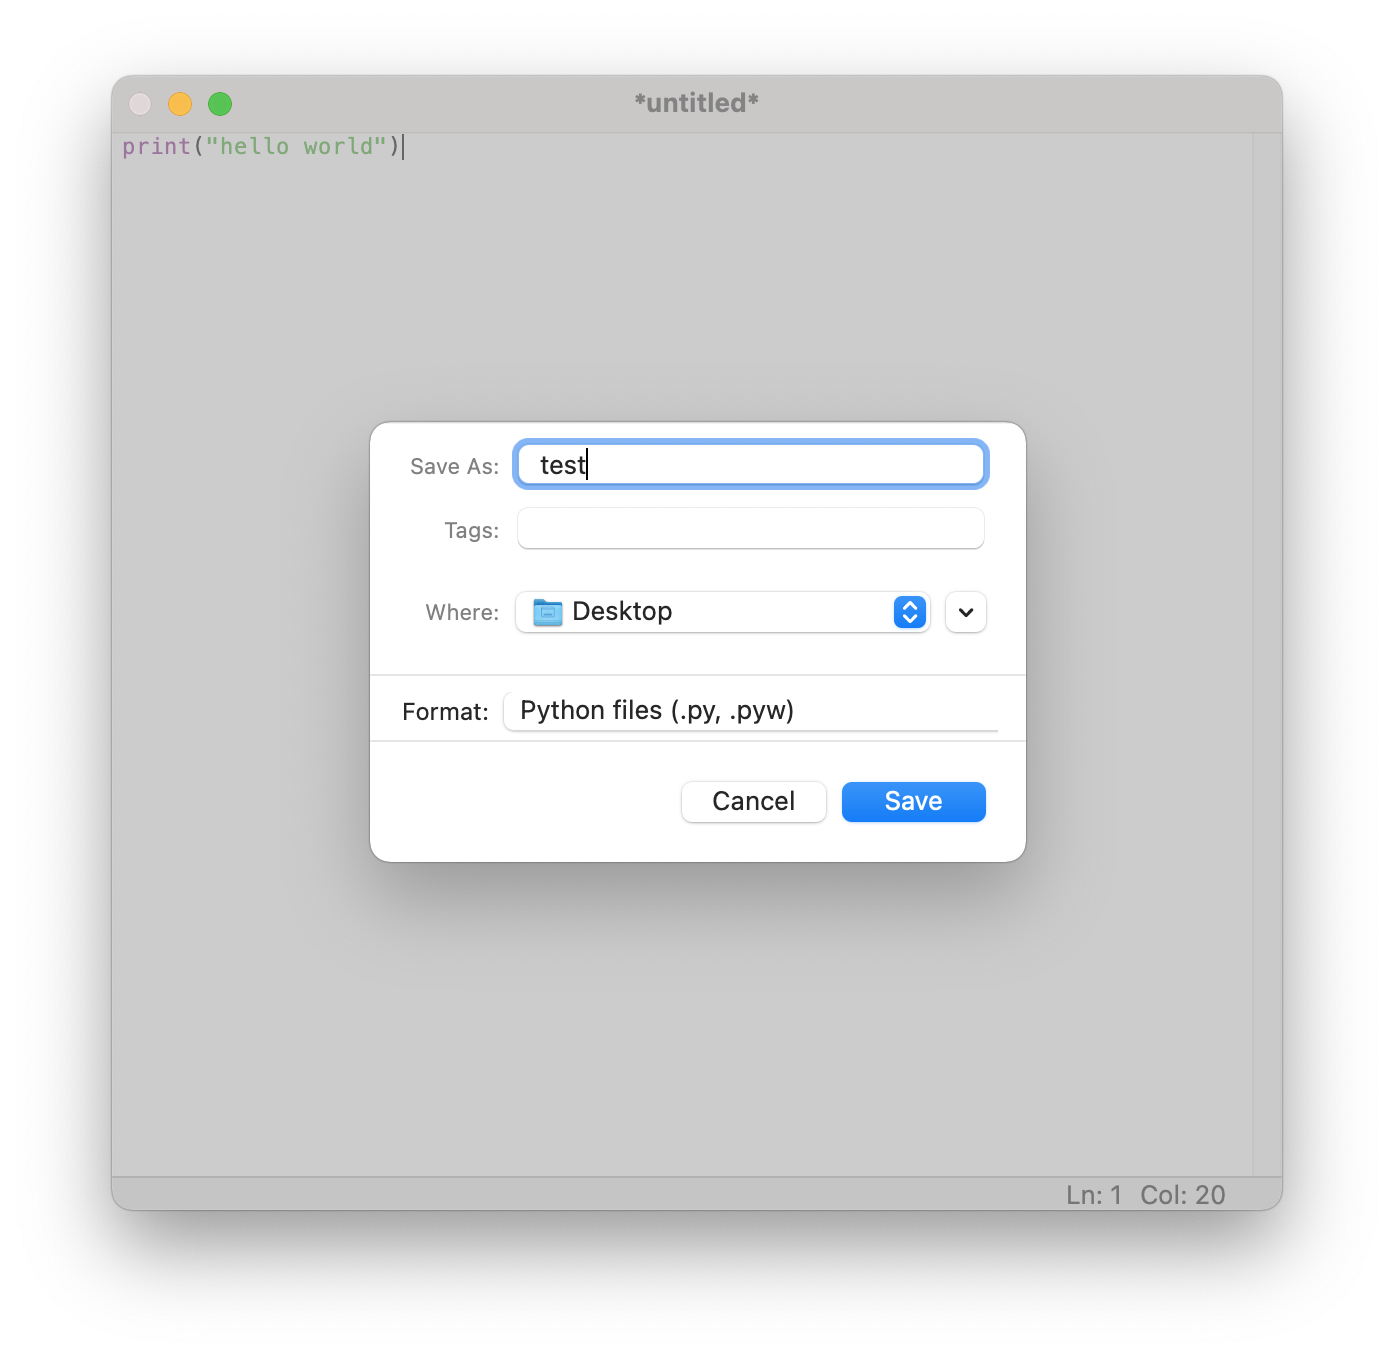 *untitled*
print("hello world")
Save As: test
Tags:
Where: Desktop
Format: Python files (.py, .pyw)
Cancel Save
Ln: 1 Col: 20